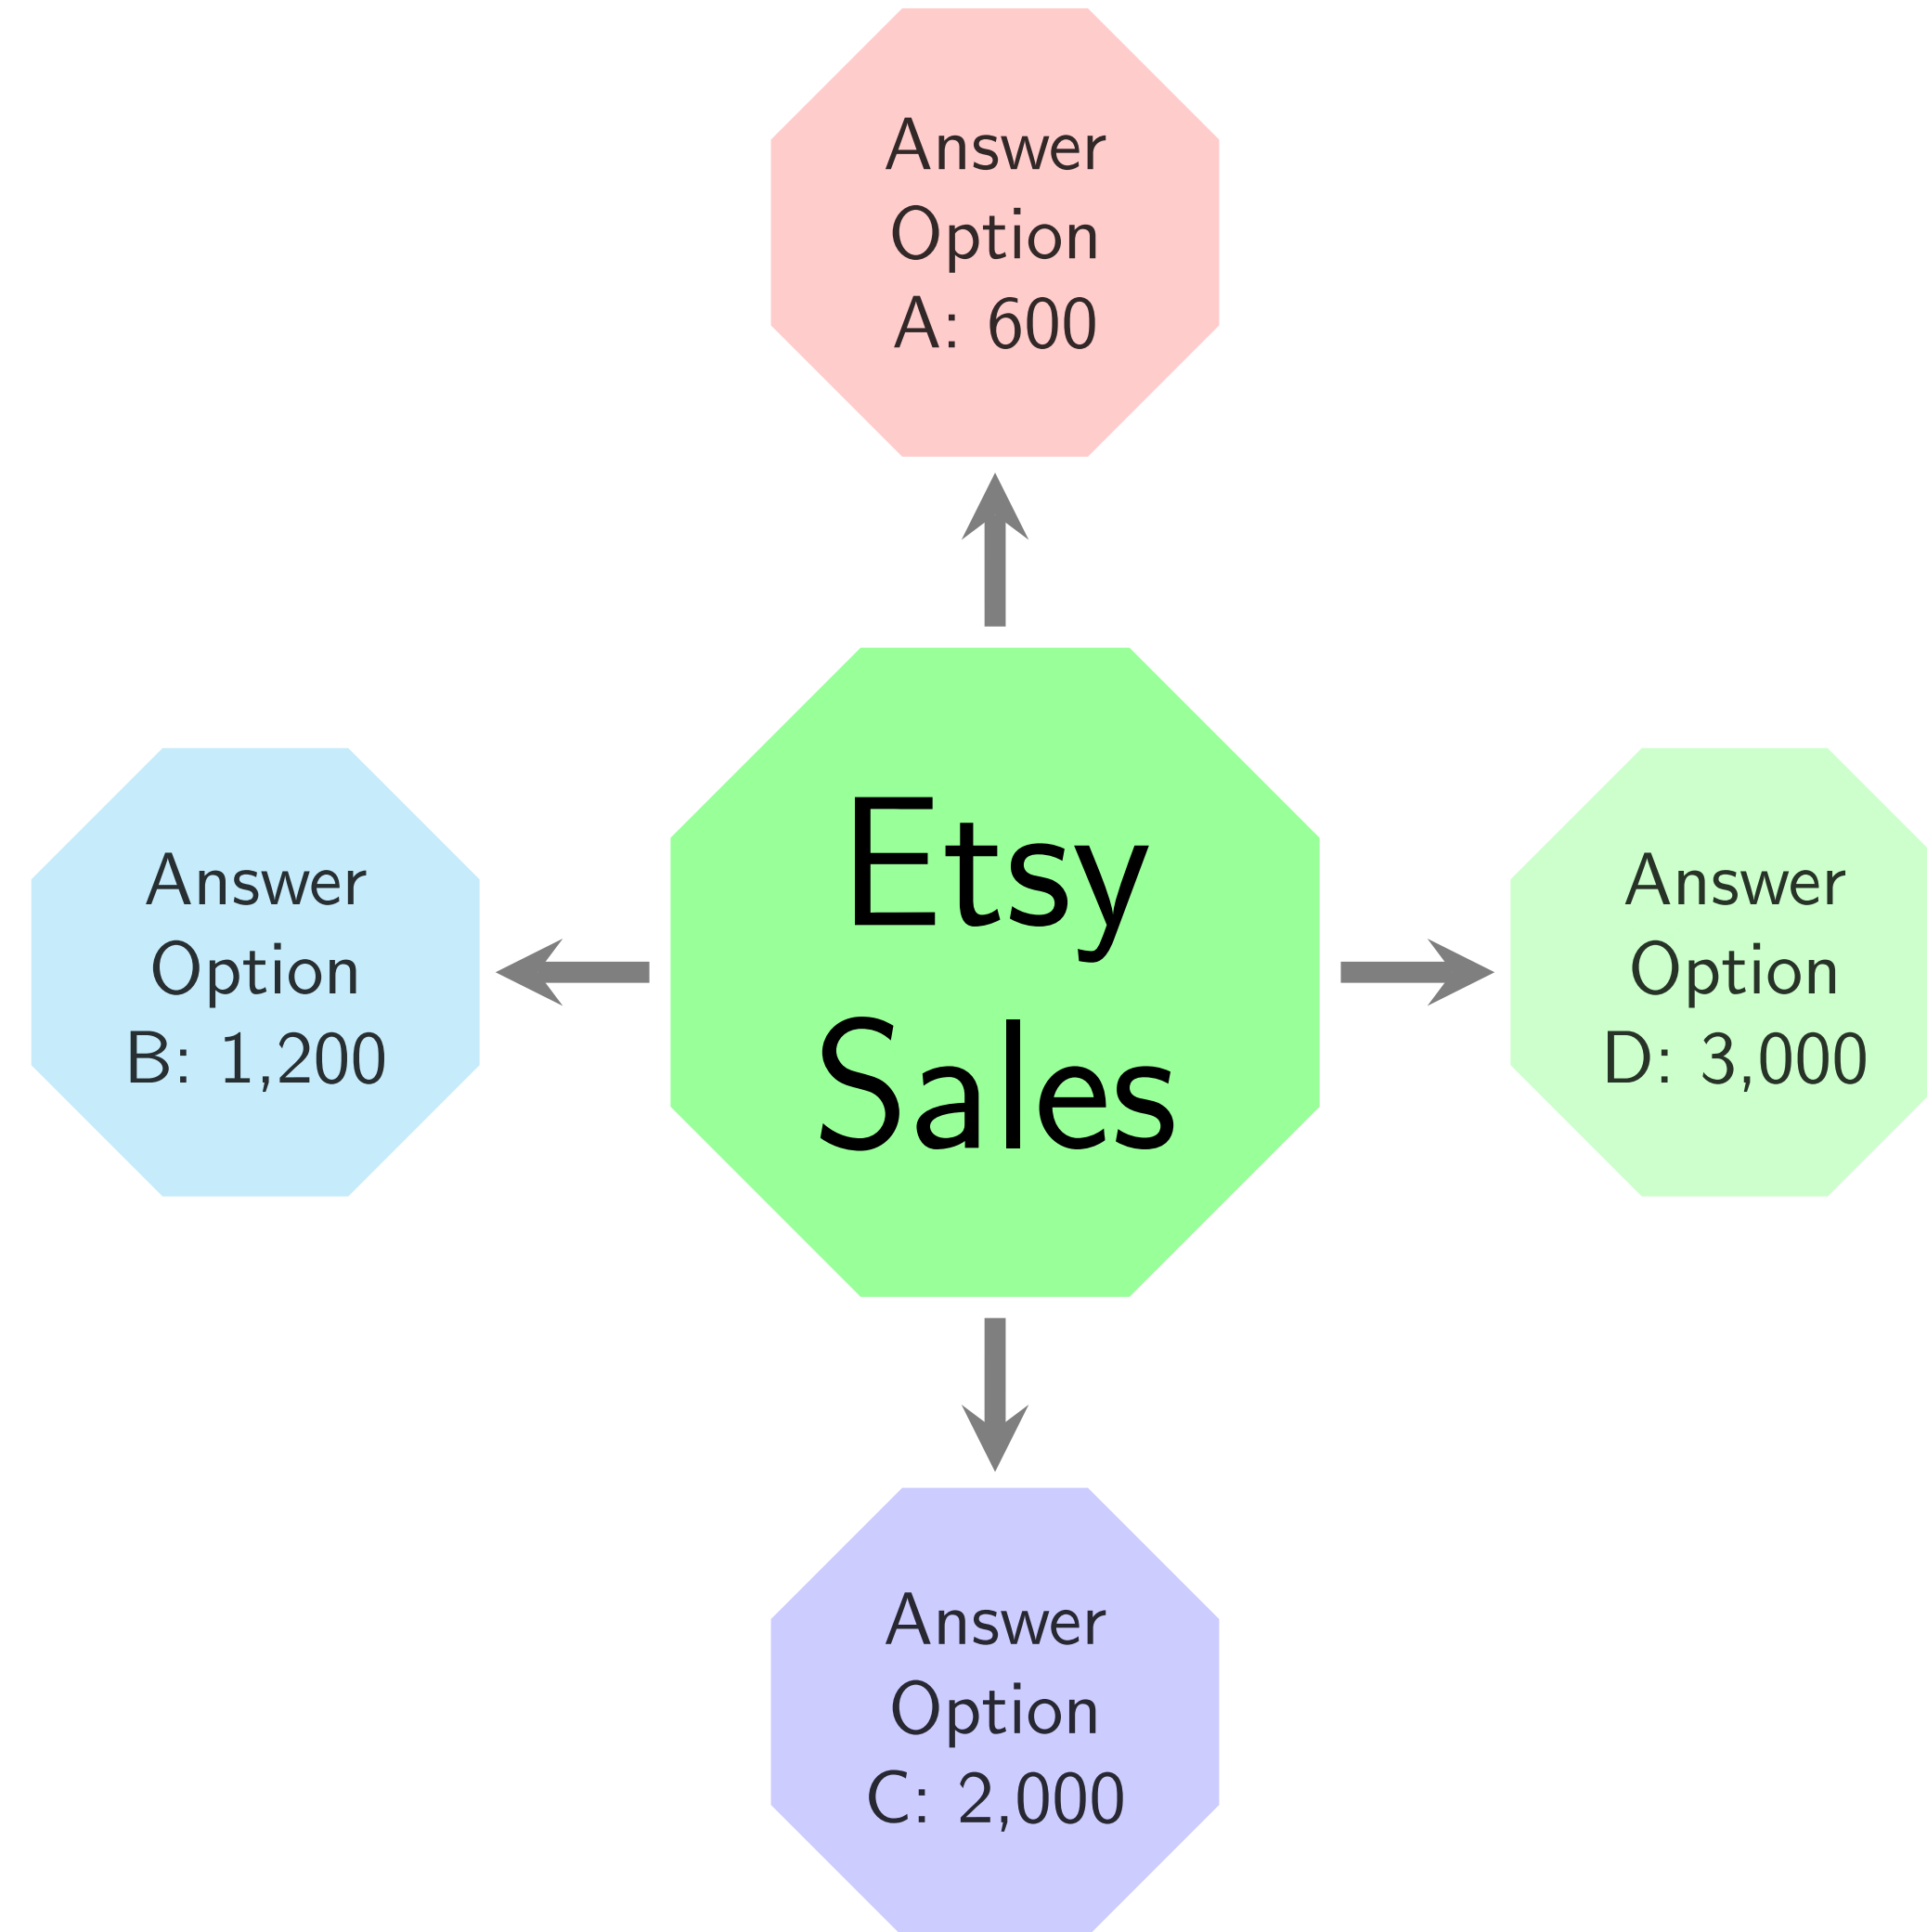 Answer
Option
A: 600
Answer
Option
B: 1,200
Etsy
Sales
Answer
Option
D: 3,000
Answer
Option
C: 2,000